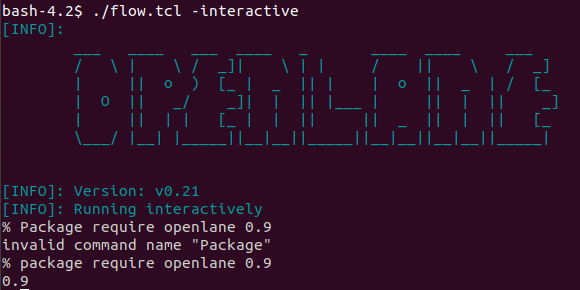 bash-4.2$ ./flow.tcl -interactive
[INFO]:
OPENLANE
[INFO]: Version: v0.21
[INFO]: Running interactively
% Package require openlane 0.9
invalid command name "Package"
% package require openlane 0.9
0.9